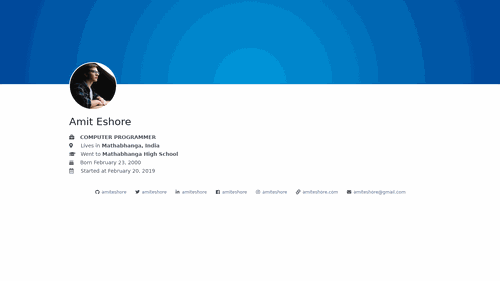 Amit Eshore
COMPUTER PROGRAMMER
Lives in Mathabhanga, India
Went to Mathabhanga High School
Born February 23, 2000
Started at February 20, 2019
amiteshore amiteshore amiteshore amiteshore amiteshore amiteshore.com amiteshore@gmail.com